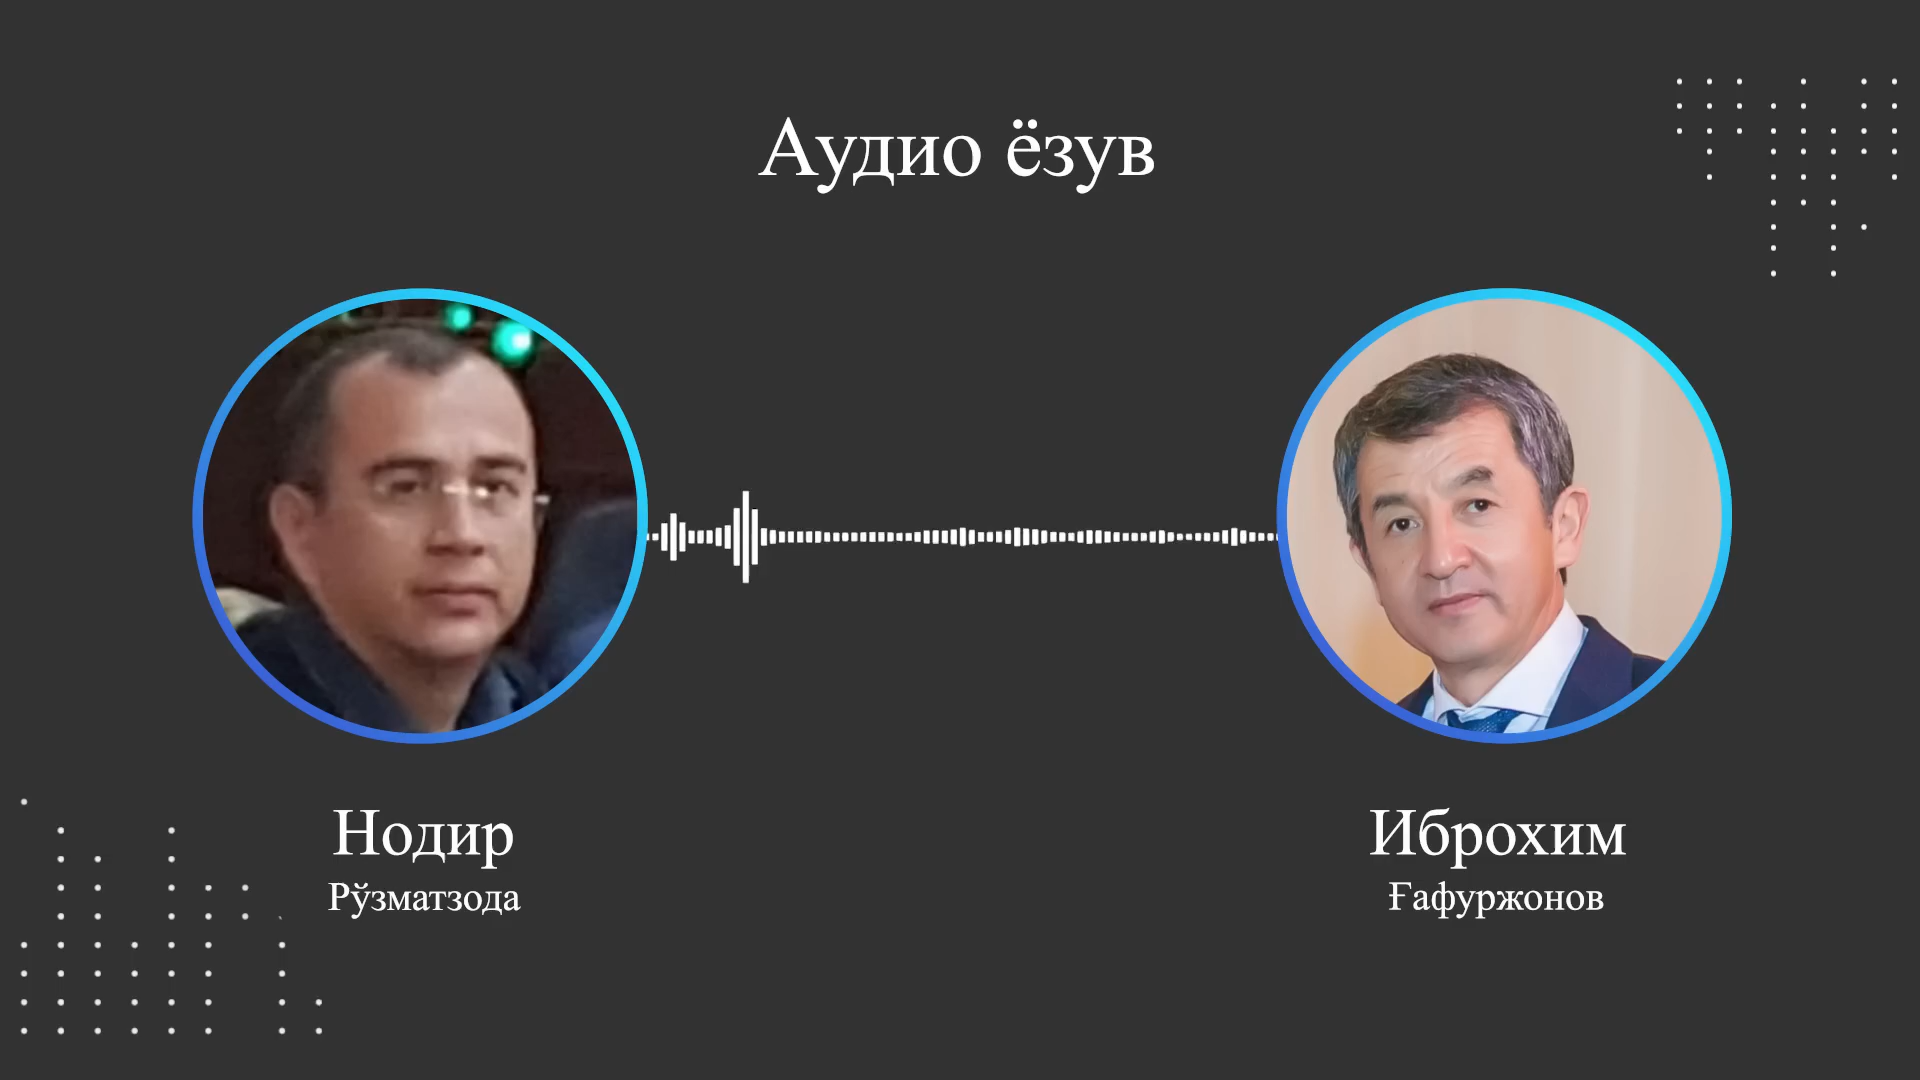 Аудио ёзув
Нодир
Рўзматзода
Иброхим
Ғафуржонов